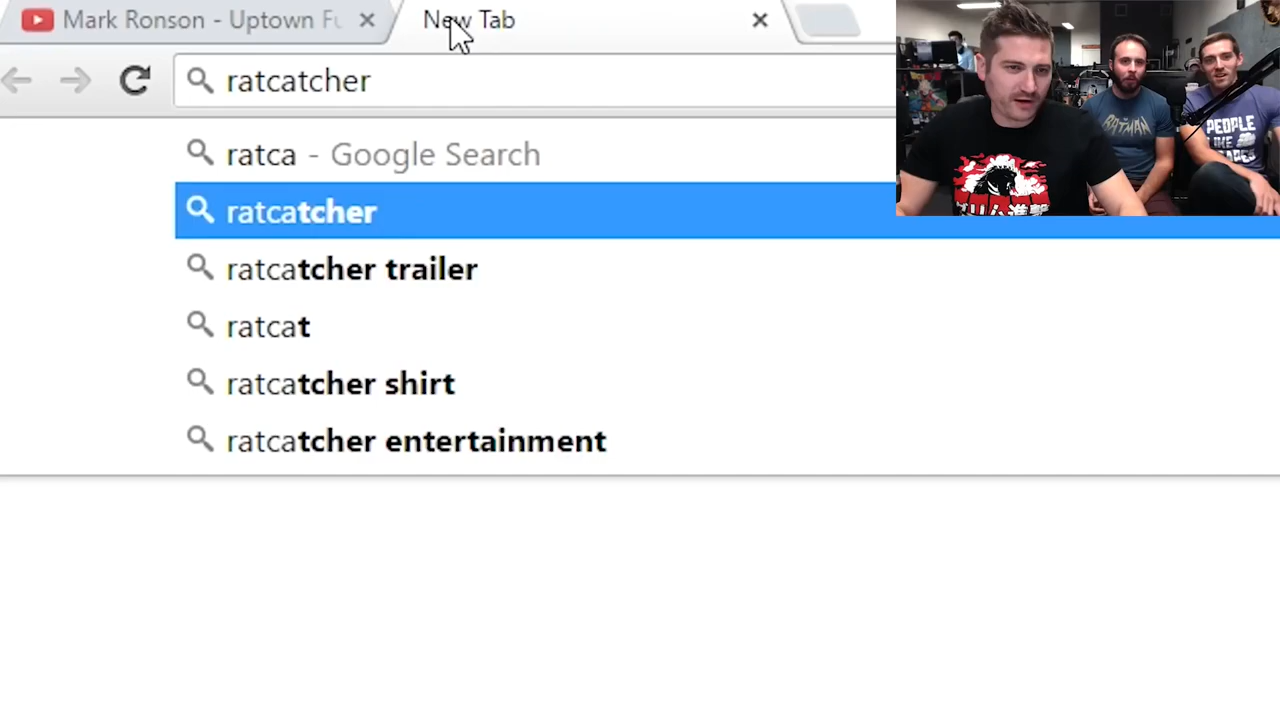 Mark Ronson - Uptown Fu
New Tab
ratcatcher
ratca - Google Search
ratcatcher
ratcatcher trailer
ratcat
ratcatcher shirt
ratcatcher entertainment
BATMAN
PEOPLE
LIKE